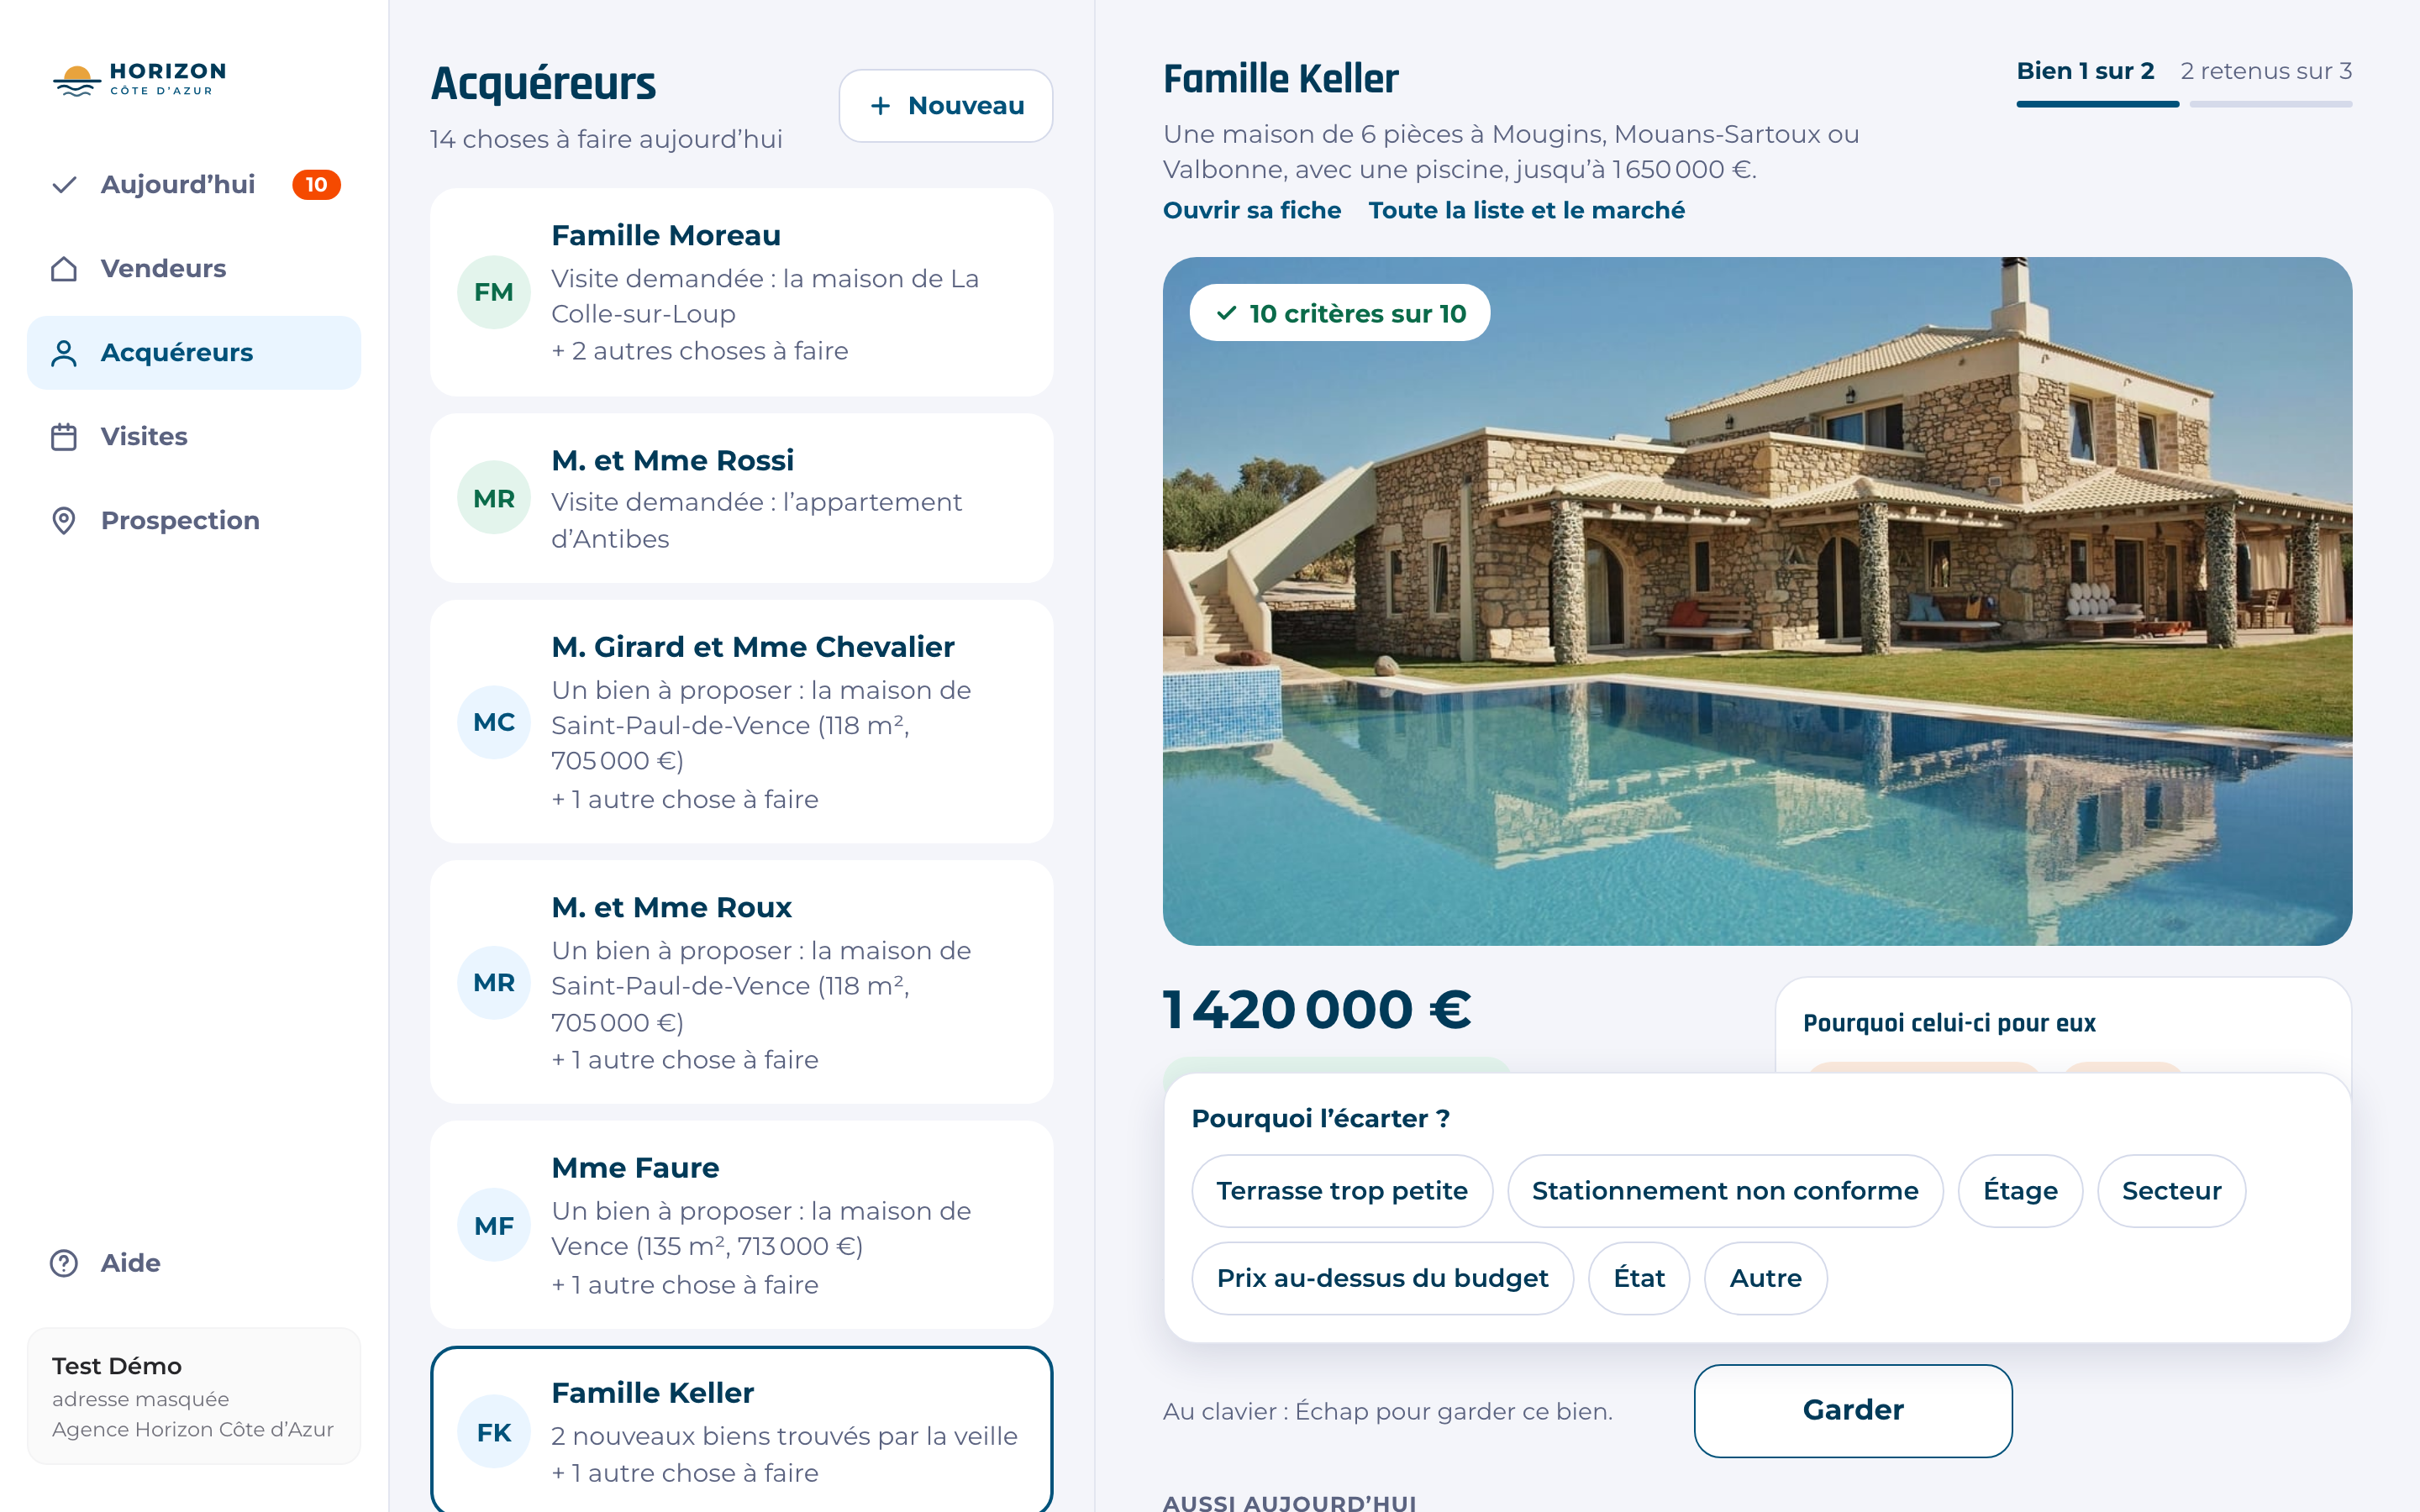 HORIZON
CÔTE D’AZUR
Aujourd’hui 10
Vendeurs
Acquéreurs
Visites
Prospection
Aide
Test Démo
adresse masquée
Agence Horizon Côte d’Azur
Acquéreurs
14 choses à faire aujourd’hui
+ Nouveau
FM
Famille Moreau
Visite demandée : la maison de La
Colle-sur-Loup
+ 2 autres choses à faire
MR
M. et Mme Rossi
Visite demandée : l’appartement
d’Antibes
MC
M. Girard et Mme Chevalier
Un bien à proposer : la maison de
Saint-Paul-de-Vence (118 m²,
705 000 €)
+ 1 autre chose à faire
MR
M. et Mme Roux
Un bien à proposer : la maison de
Saint-Paul-de-Vence (118 m²,
705 000 €)
+ 1 autre chose à faire
MF
Mme Faure
Un bien à proposer : la maison de
Vence (135 m², 713 000 €)
+ 1 autre chose à faire
FK
Famille Keller
2 nouveaux biens trouvés par la veille
+ 1 autre chose à faire
Famille Keller
Bien 1 sur 2 2 retenus sur 3
Une maison de 6 pièces à Mougins, Mouans-Sartoux ou
Valbonne, avec une piscine, jusqu’à 1 650 000 €.
Ouvrir sa fiche Toute la liste et le marché
10 critères sur 10
1 420 000 €
Pourquoi celui-ci pour eux
Pourquoi l’écarter ?
Terrasse trop petite Stationnement non conforme Étage Secteur
Prix au-dessus du budget État Autre
Au clavier : Échap pour garder ce bien.
Garder
AUSSI AUJOURD’HUI